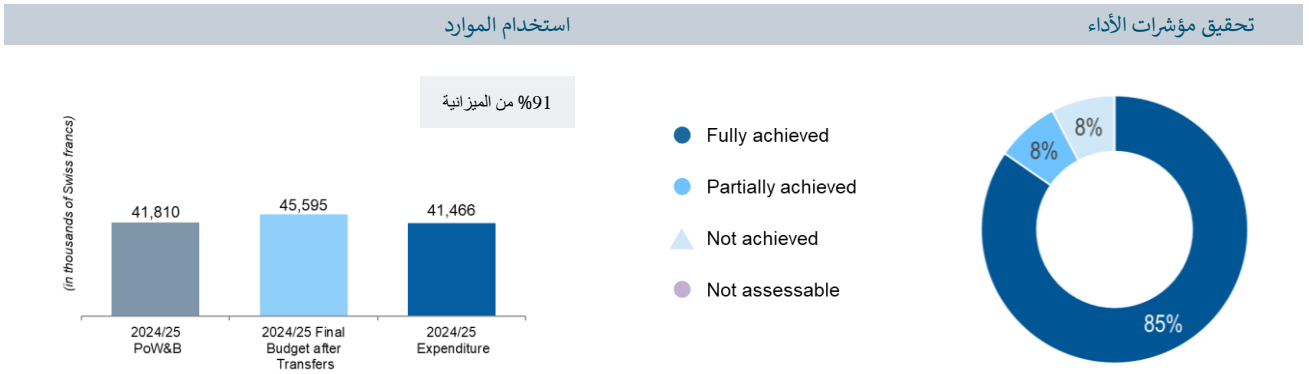 تحقيق مؤشرات الأداء
استخدام الموارد
8%
8%
85%
Fully achieved
Partially achieved
Not achieved
Not assessable
91% من الميزانية
(in thousands of Swiss francs)
41,810
45,595
41,466
2024/25
PoW&B
2024/25 Final
Budget after
Transfers
2024/25
Expenditure